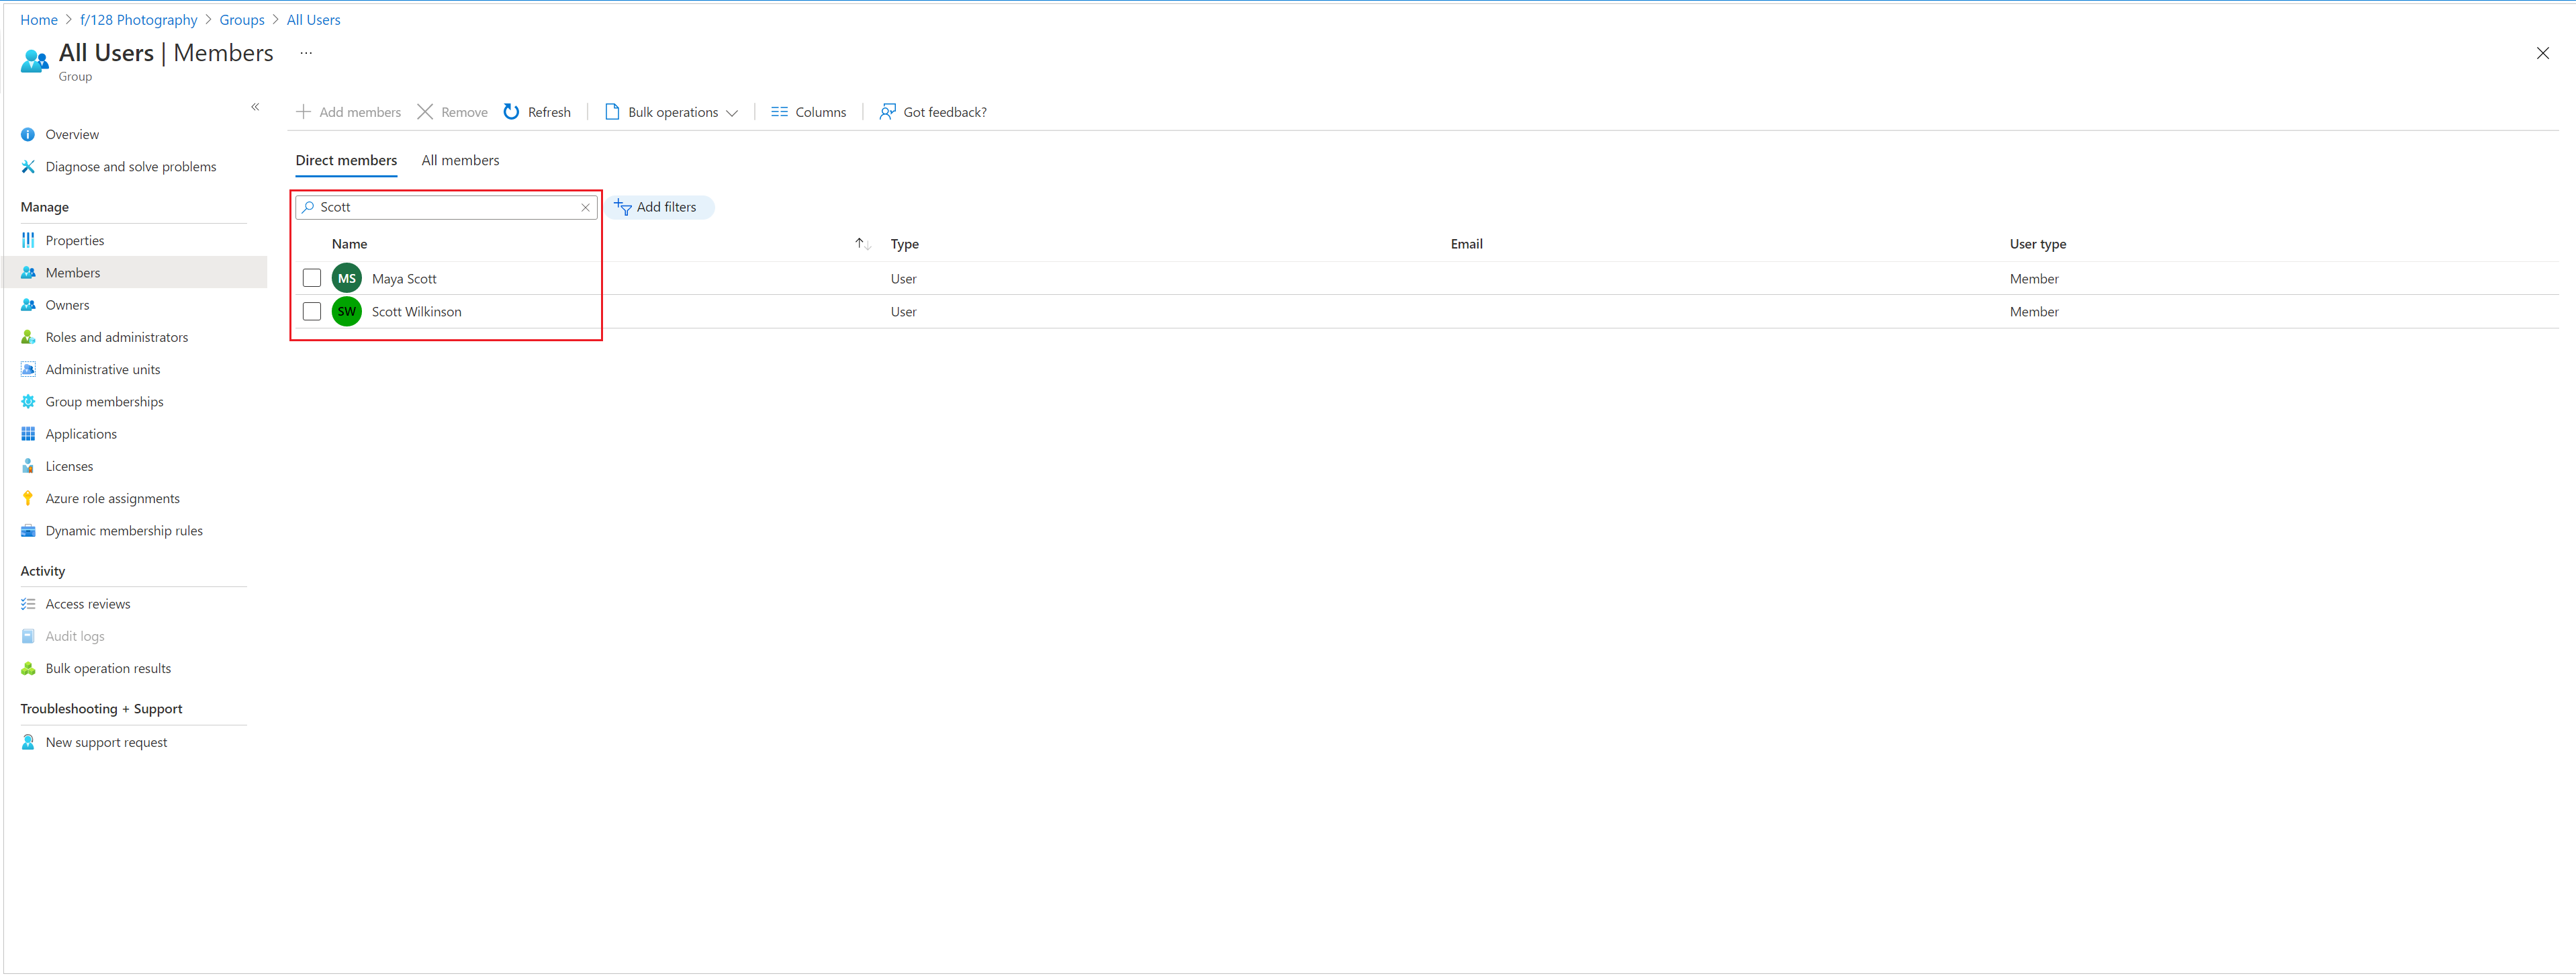 Home > f/128 Photography > Groups > All Users
All Users | Members ...
Group
Add members Remove Refresh Bulk operations Columns Got feedback?
Overview
Diagnose and solve problems
Manage
Properties
Members
Owners
Roles and administrators
Administrative units
Group memberships
Applications
Licenses
Azure role assignments
Dynamic membership rules
Activity
Access reviews
Audit logs
Bulk operation results
Troubleshooting + Support
New support request
Direct members All members
Scott Add filters
Name Type Email User type
MS Maya Scott User Member
SW Scott Wilkinson User Member